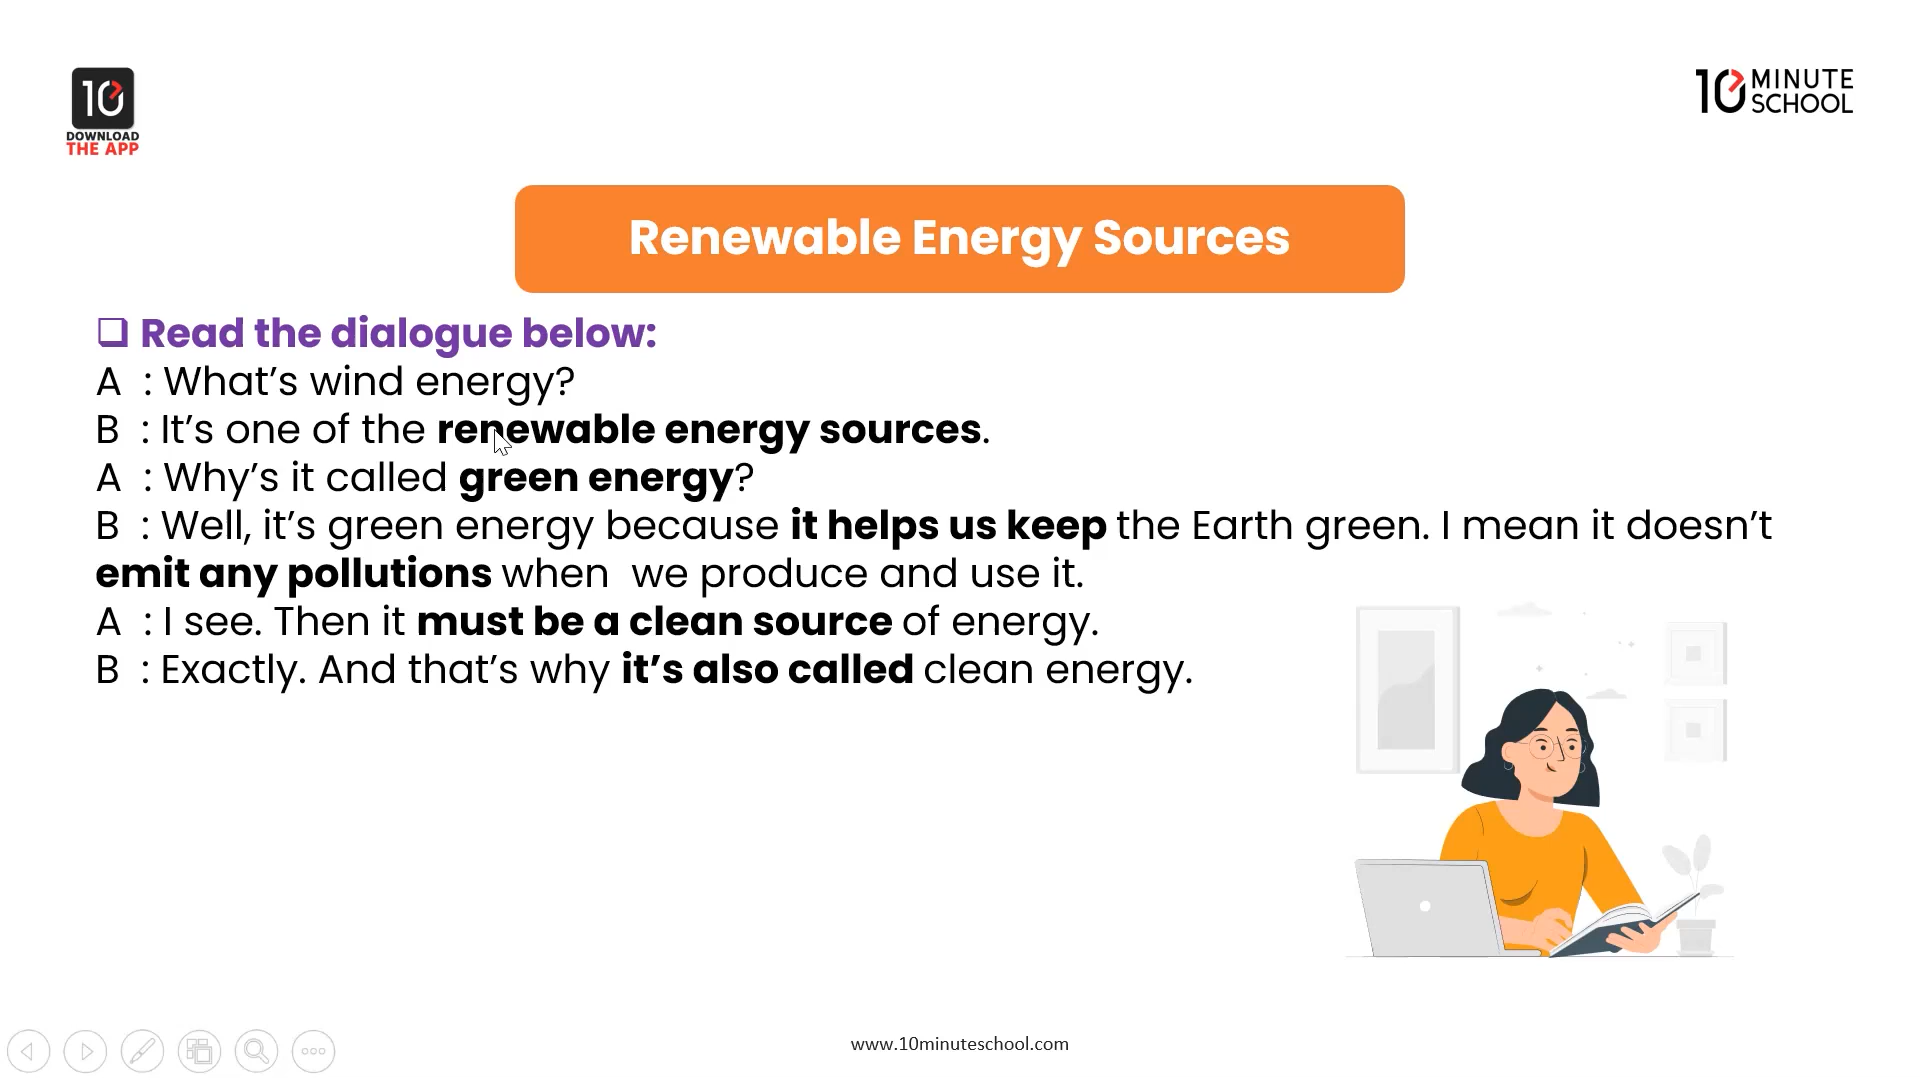 10
DOWNLOAD
THE APP
10 MINUTE
SCHOOL
Renewable Energy Sources
❑ Read the dialogue below:
A : What’s wind energy?
B : It’s one of the renewable energy sources.
A : Why’s it called green energy?
B : Well, it’s green energy because it helps us keep the Earth green. I mean it doesn’t
emit any pollutions when we produce and use it.
A : I see. Then it must be a clean source of energy.
B : Exactly. And that’s why it’s also called clean energy.
www.10minuteschool.com